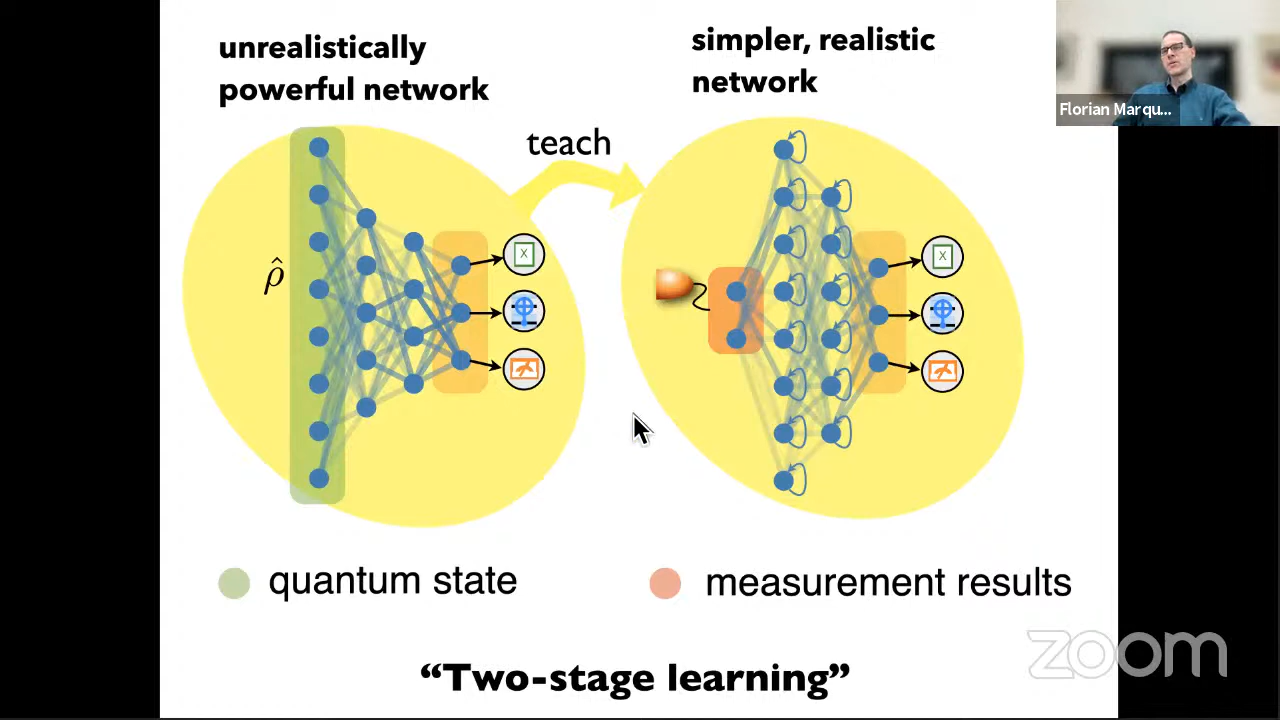 unrealistically
powerful network
simpler, realistic
network
Florian Marqu...
teach
ρ̂
X
X
quantum state
measurement results
zoom
“Two-stage learning”